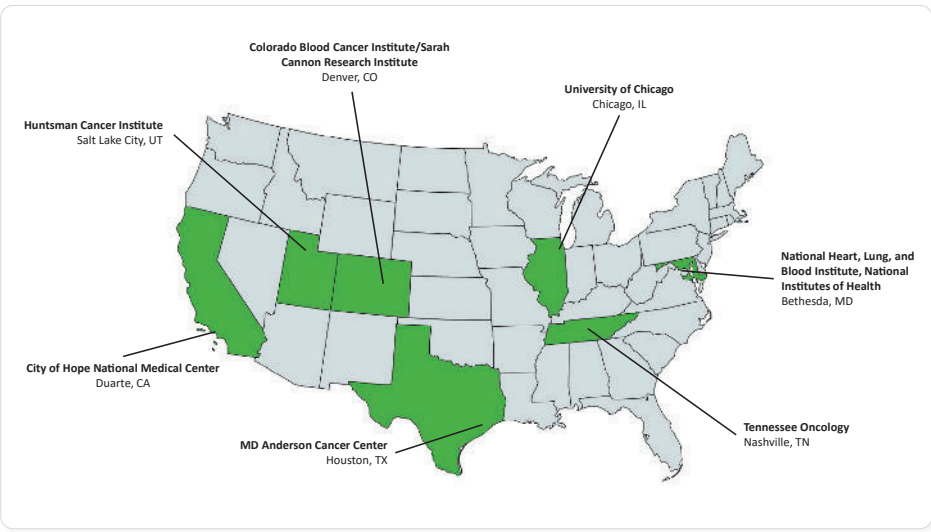 Colorado Blood Cancer Institute/Sarah
Cannon Research Institute
Denver, CO
University of Chicago
Chicago, IL
Huntsman Cancer Institute
Salt Lake City, UT
National Heart, Lung, and
Blood Institute, National
Institutes of Health
Bethesda, MD
City of Hope National Medical Center
Duarte, CA
Tennessee Oncology
Nashville, TN
MD Anderson Cancer Center
Houston, TX